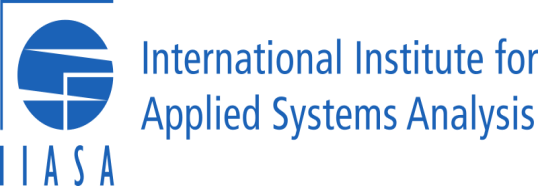 International Institute for
Applied Systems Analysis
IIASA